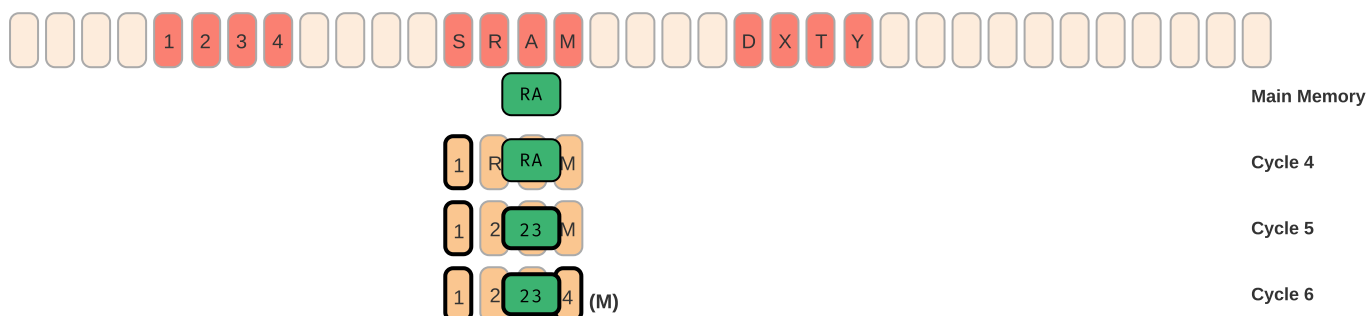 1 2 3 4 S R A M D X T Y
RA Main Memory
1 R RA M Cycle 4
1 2 23 M Cycle 5
1 2 23 4 (M) Cycle 6